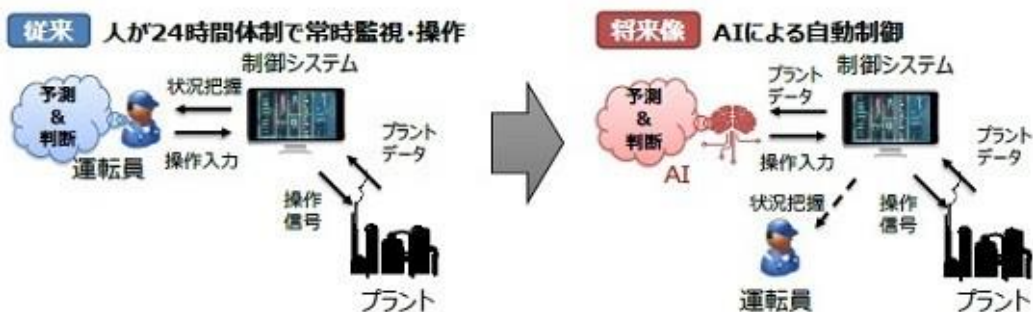 従来 人が24時間体制で常時監視・操作
制御システム
状況把握
予測
&
判断
運転員
操作入力
プラント
データ
操作
信号
プラント
将来像 AIによる自動制御
制御システム
プラント
データ
予測
&
判断
AI
操作入力
プラント
データ
状況把握
操作
信号
運転員
プラント